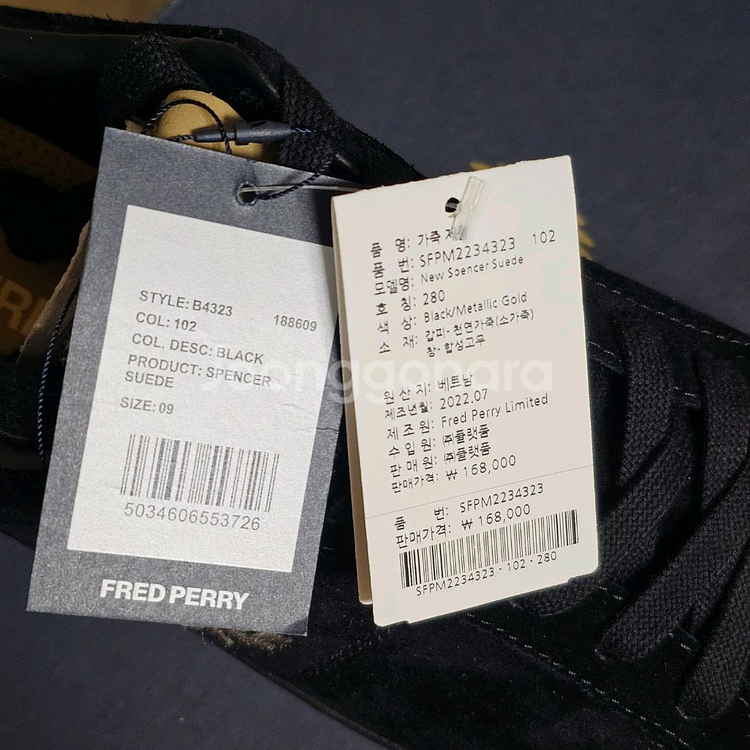 STYLE: B4323
188609
COL: 102
COL. DESC: BLACK
PRODUCT: SPENCER
SUEDE
SIZE: 09
5034606553726
FRED PERRY
품 명: 가죽 제
품 번: SFPM2234323 102
모델명: New Spencer Suede
호 칭: 280
색 상: Black/Metallic Gold
소 재: 갑피-천연가죽(소가죽)
창-합성고무
원 산 지: 베트남
제조년월: 2022.07
제 조 원: Fred Perry Limited
수 입 원: ㈜플랫폼
판 매 원: ㈜플랫폼
판매가격: ₩ 168,000
품 번: SFPM2234323
판매가격: ₩ 168,000
SFPM2234323-102-280
Joonggonara